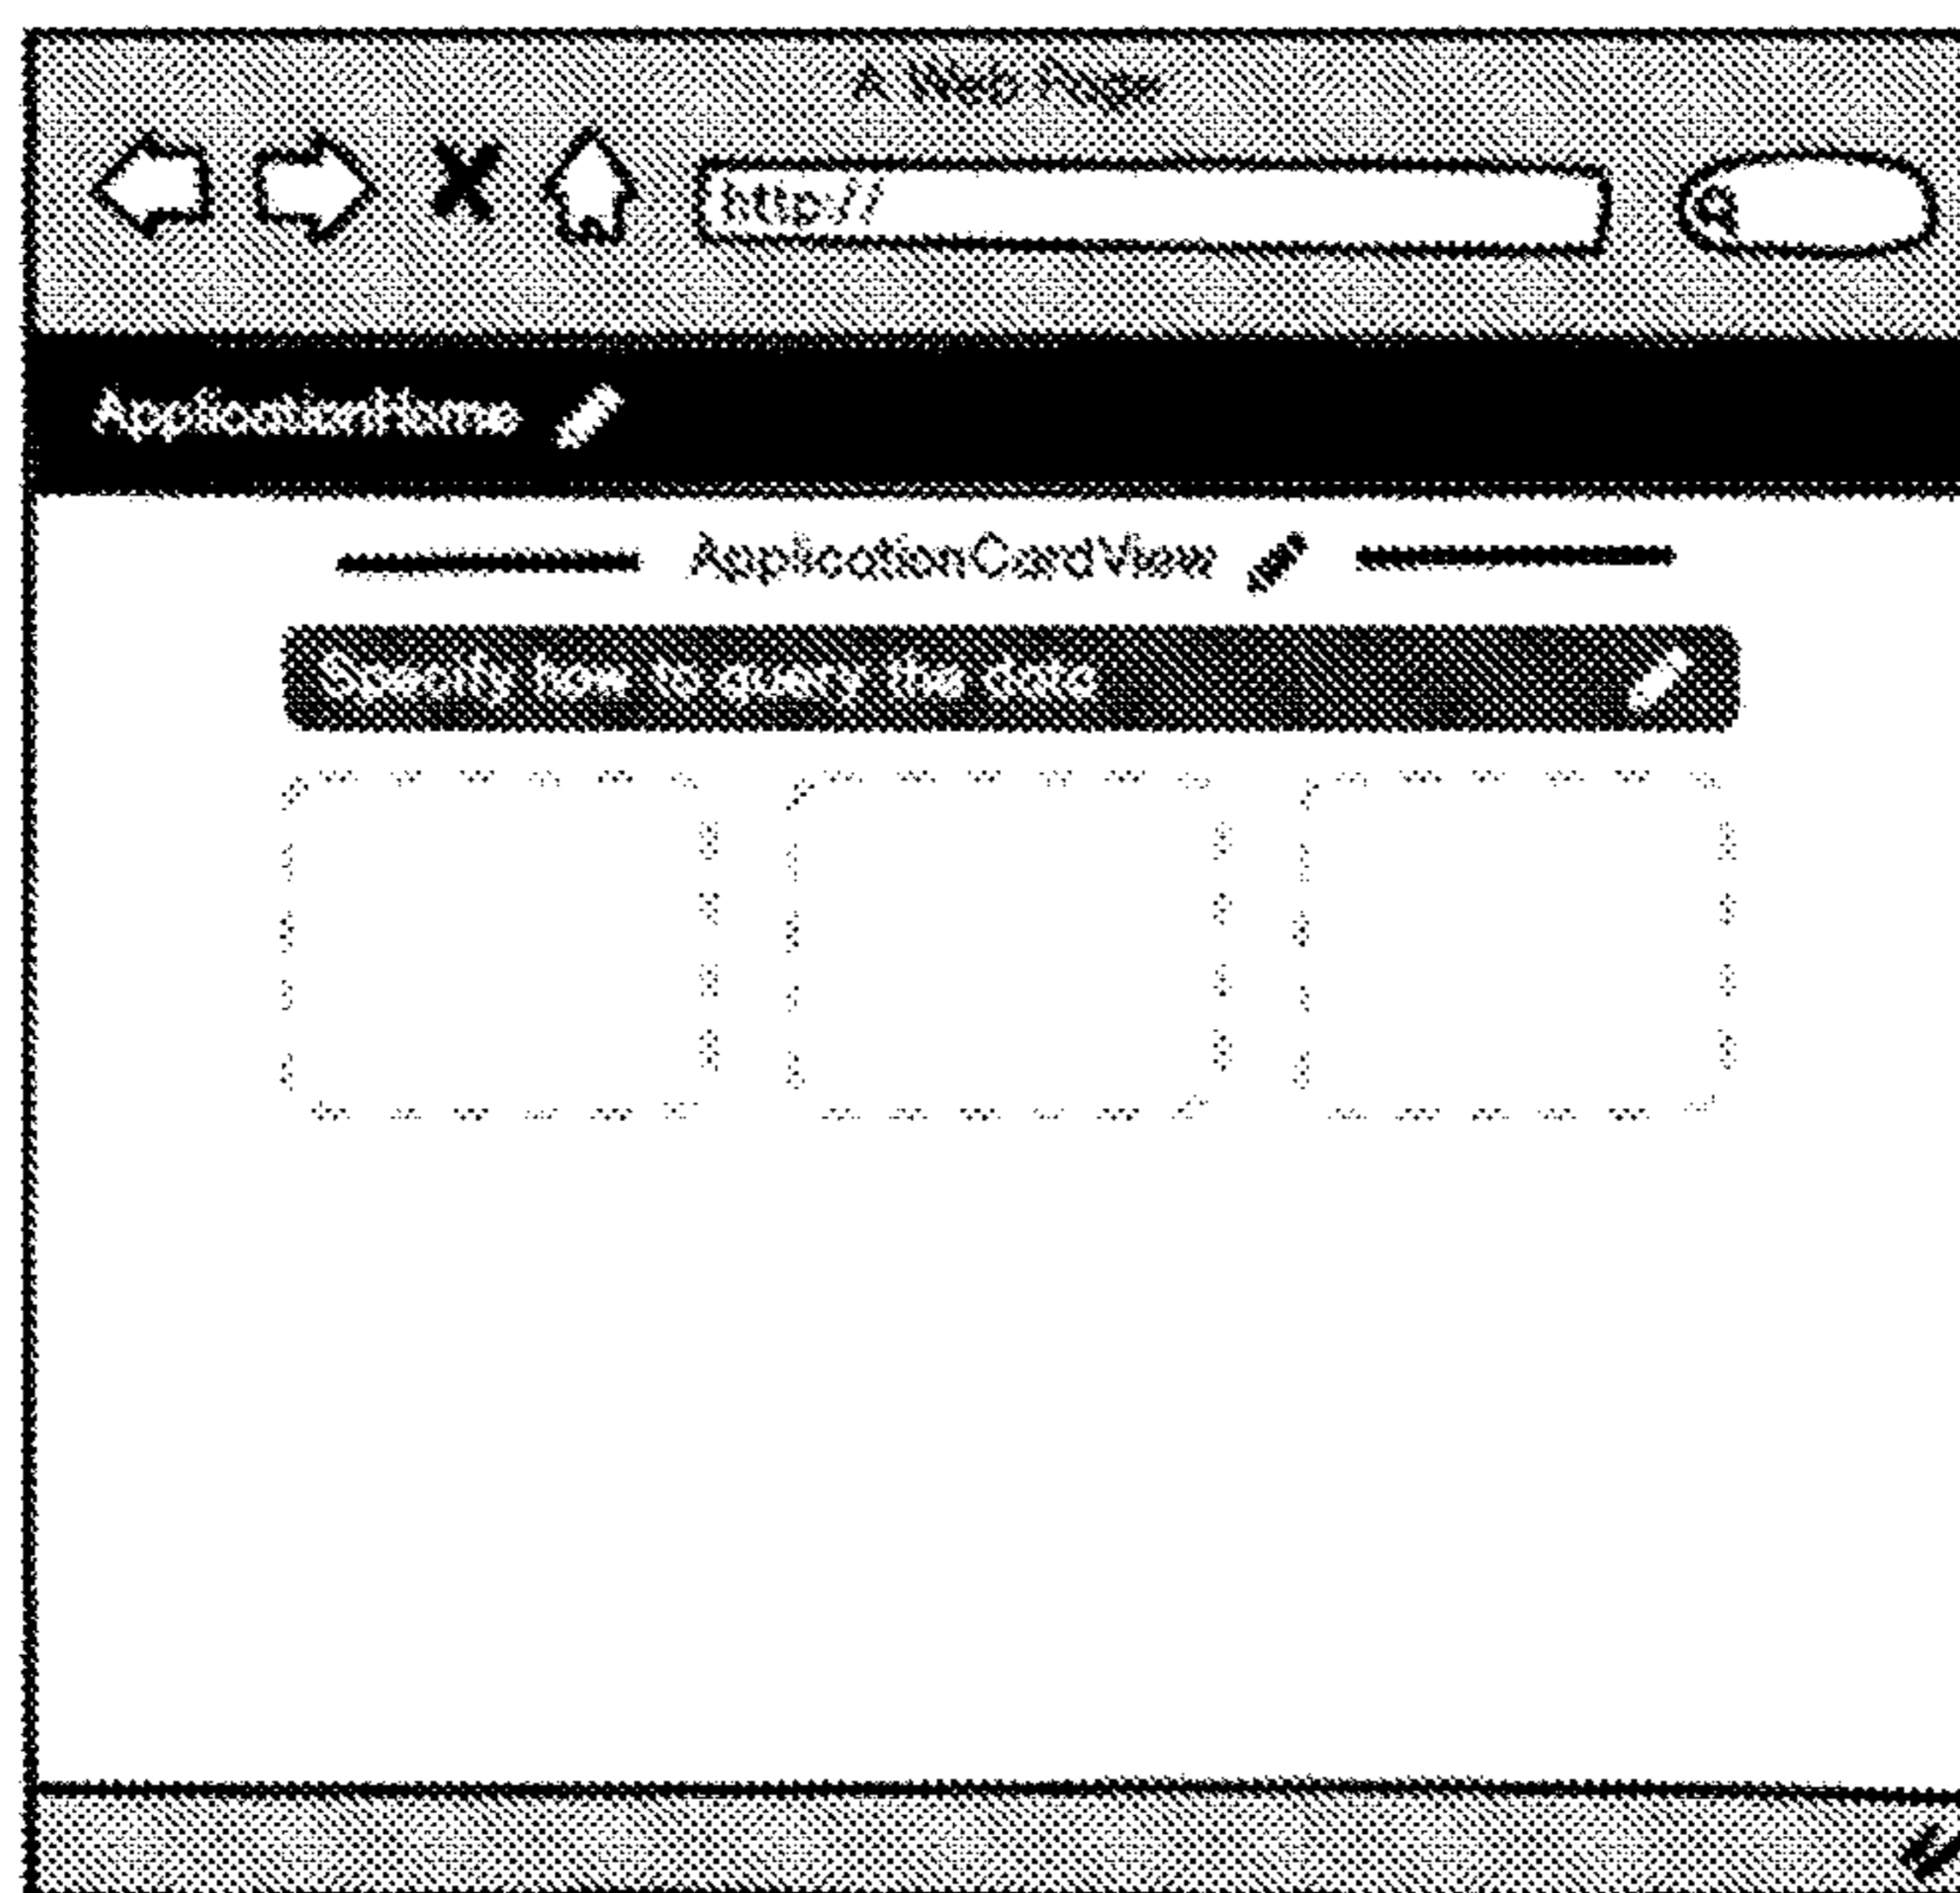 A Web Page
http://
ApplicationHome
ApplicationCardView
Specify how to query the data